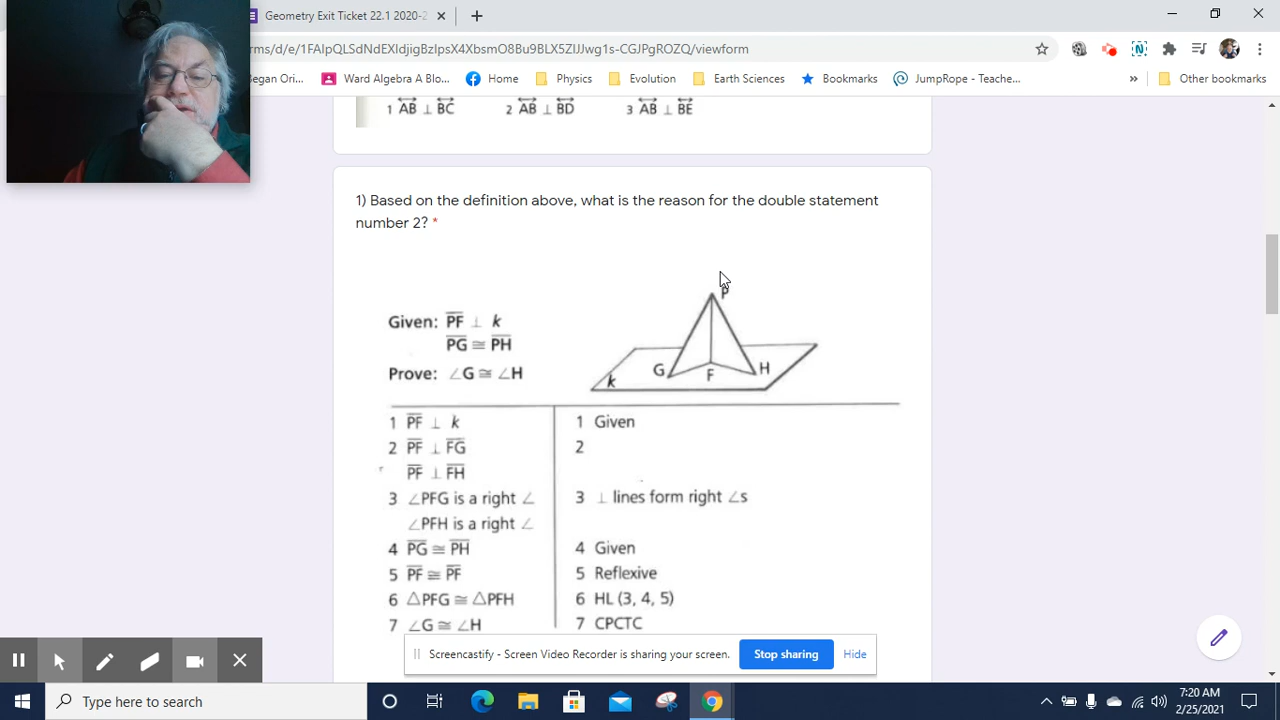 Geometry Exit Ticket 22.1 2020-2
rms/d/e/1FAIpQLSdNdEXIdjigBzIpsX4XbsmO8Bu9BLX5ZIJJwg1s-CGJPgROZQ/viewform
egan Ori... Ward Algebra A Blo... Home Physics Evolution Earth Sciences Bookmarks JumpRope - Teache... » Other bookmarks
1 AB ⊥ BC 2 AB ⊥ BD 3 AB ⊥ BE
1) Based on the definition above, what is the reason for the double statement
number 2? *
Given: PF ⊥ k
PG ≅ PH
Prove: ∠G ≅ ∠H
P
G F H
k
1 PF ⊥ k 1 Given
2 PF ⊥ FG 2
PF ⊥ FH
3 ∠PFG is a right ∠ 3 ⊥ lines form right ∠s
∠PFH is a right ∠
4 PG ≅ PH 4 Given
5 PF ≅ PF 5 Reflexive
6 △PFG ≅ △PFH 6 HL (3, 4, 5)
7 ∠G ≅ ∠H 7 CPCTC
Screencastify - Screen Video Recorder is sharing your screen. Stop sharing Hide
Type here to search
7:20 AM
2/25/2021